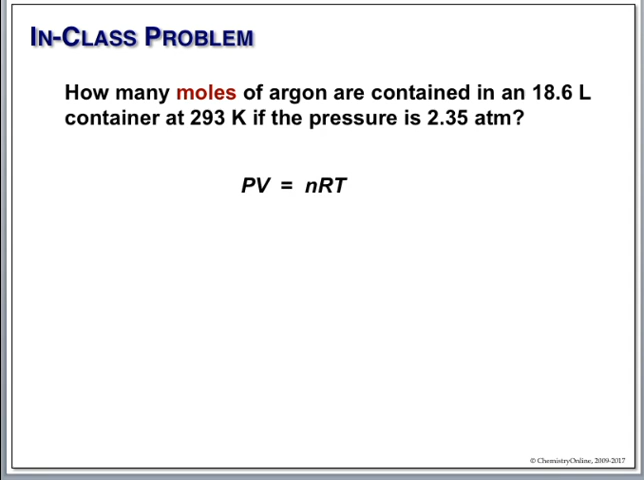 IN-CLASS PROBLEM
How many moles of argon are contained in an 18.6 L
container at 293 K if the pressure is 2.35 atm?
PV = nRT
© ChemistryOnline, 2009-2017